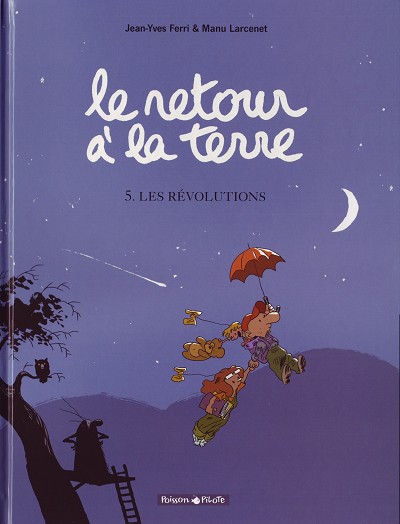 Jean-Yves Ferri & Manu Larcenet
le retour
à la terre
5. LES RÉVOLUTIONS
POISSON PILOTE